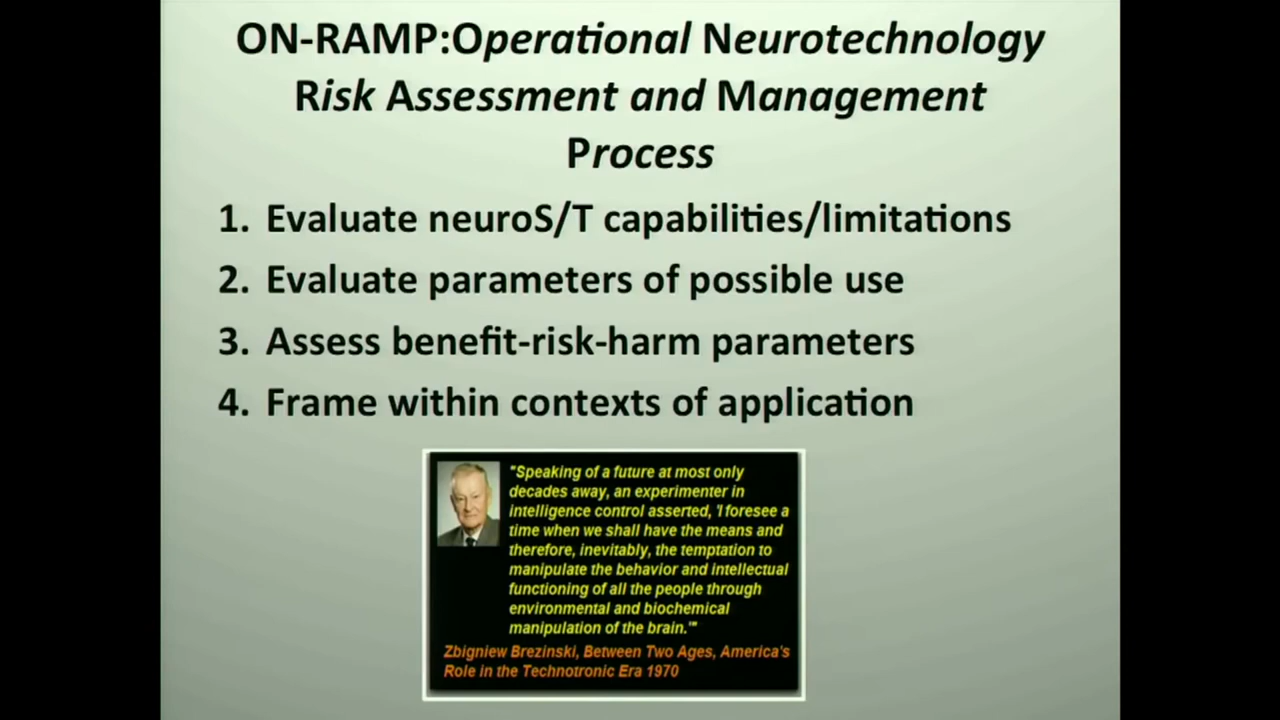 ON-RAMP:Operational Neurotechnology
Risk Assessment and Management
Process
1. Evaluate neuroS/T capabilities/limitations
2. Evaluate parameters of possible use
3. Assess benefit-risk-harm parameters
4. Frame within contexts of application
"Speaking of a future at most only
decades away, an experimenter in
intelligence control asserted, 'I foresee a
time when we shall have the means and
therefore, inevitably, the temptation to
manipulate the behavior and intellectual
functioning of all the people through
environmental and biochemical
manipulation of the brain.'"
Zbigniew Brezinski, Between Two Ages, America's
Role in the Technotronic Era 1970